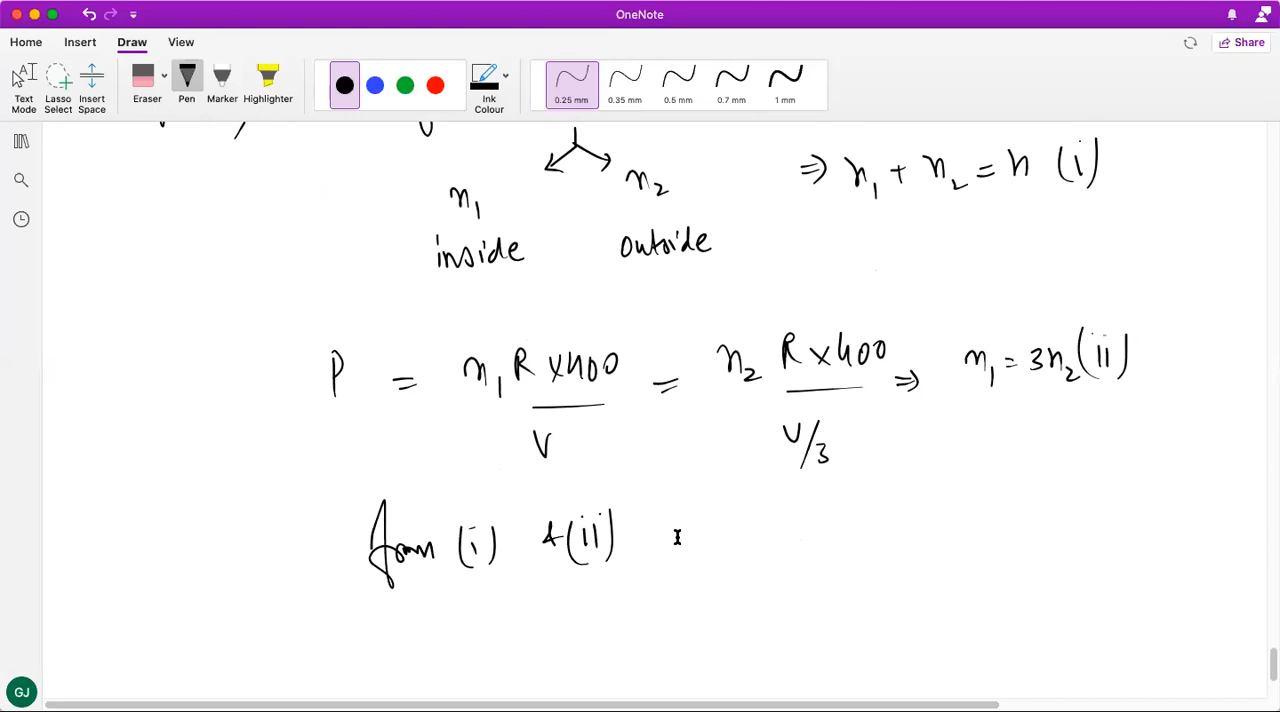 OneNote
Home Insert Draw View
Share
Text Mode
Lasso Select
Insert Space
Eraser
Pen
Marker
Highlighter
Ink Colour
0.25 mm 0.35 mm 0.5 mm 0.7 mm 1 mm
n₁ inside
n₂ outside
⇒ n₁ + n₂ = n (i)
P = n₁ R × 400 / V = n₂ R × 400 / V/3 ⇒ n₁ = 3n₂ (ii)
from (i) & (ii)
GJ